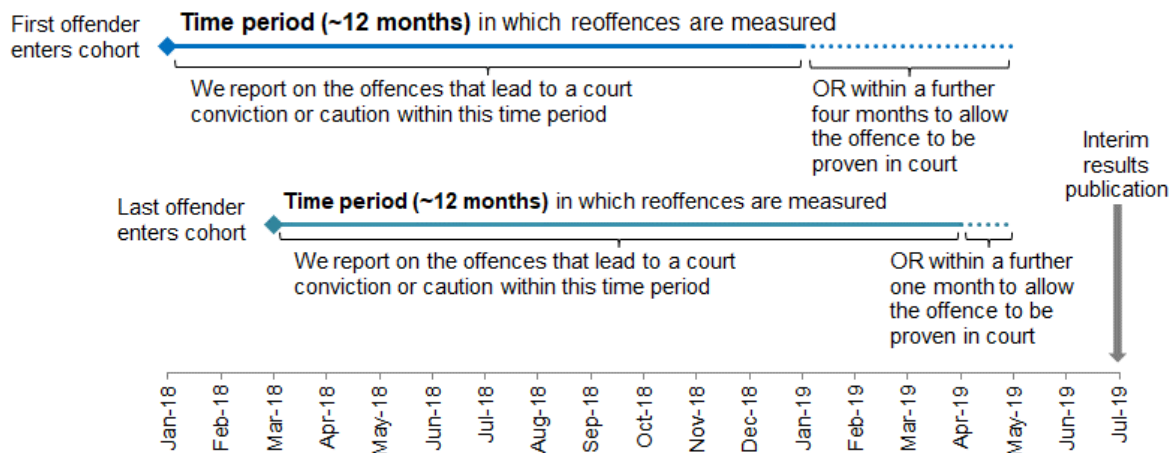 First offender
enters cohort
Time period (~12 months) in which reoffences are measured
We report on the offences that lead to a court
conviction or caution within this time period
OR within a further
four months to allow
the offence to be
proven in court
Interim
results
publication
Last offender
enters cohort
Time period (~12 months) in which reoffences are measured
We report on the offences that lead to a court
conviction or caution within this time period
OR within a further
one month to allow
the offence to be
proven in court
Jan-18
Feb-18
Mar-18
Apr-18
May-18
Jun-18
Jul-18
Aug-18
Sep-18
Oct-18
Nov-18
Dec-18
Jan-19
Feb-19
Mar-19
Apr-19
May-19
Jun-19
Jul-19